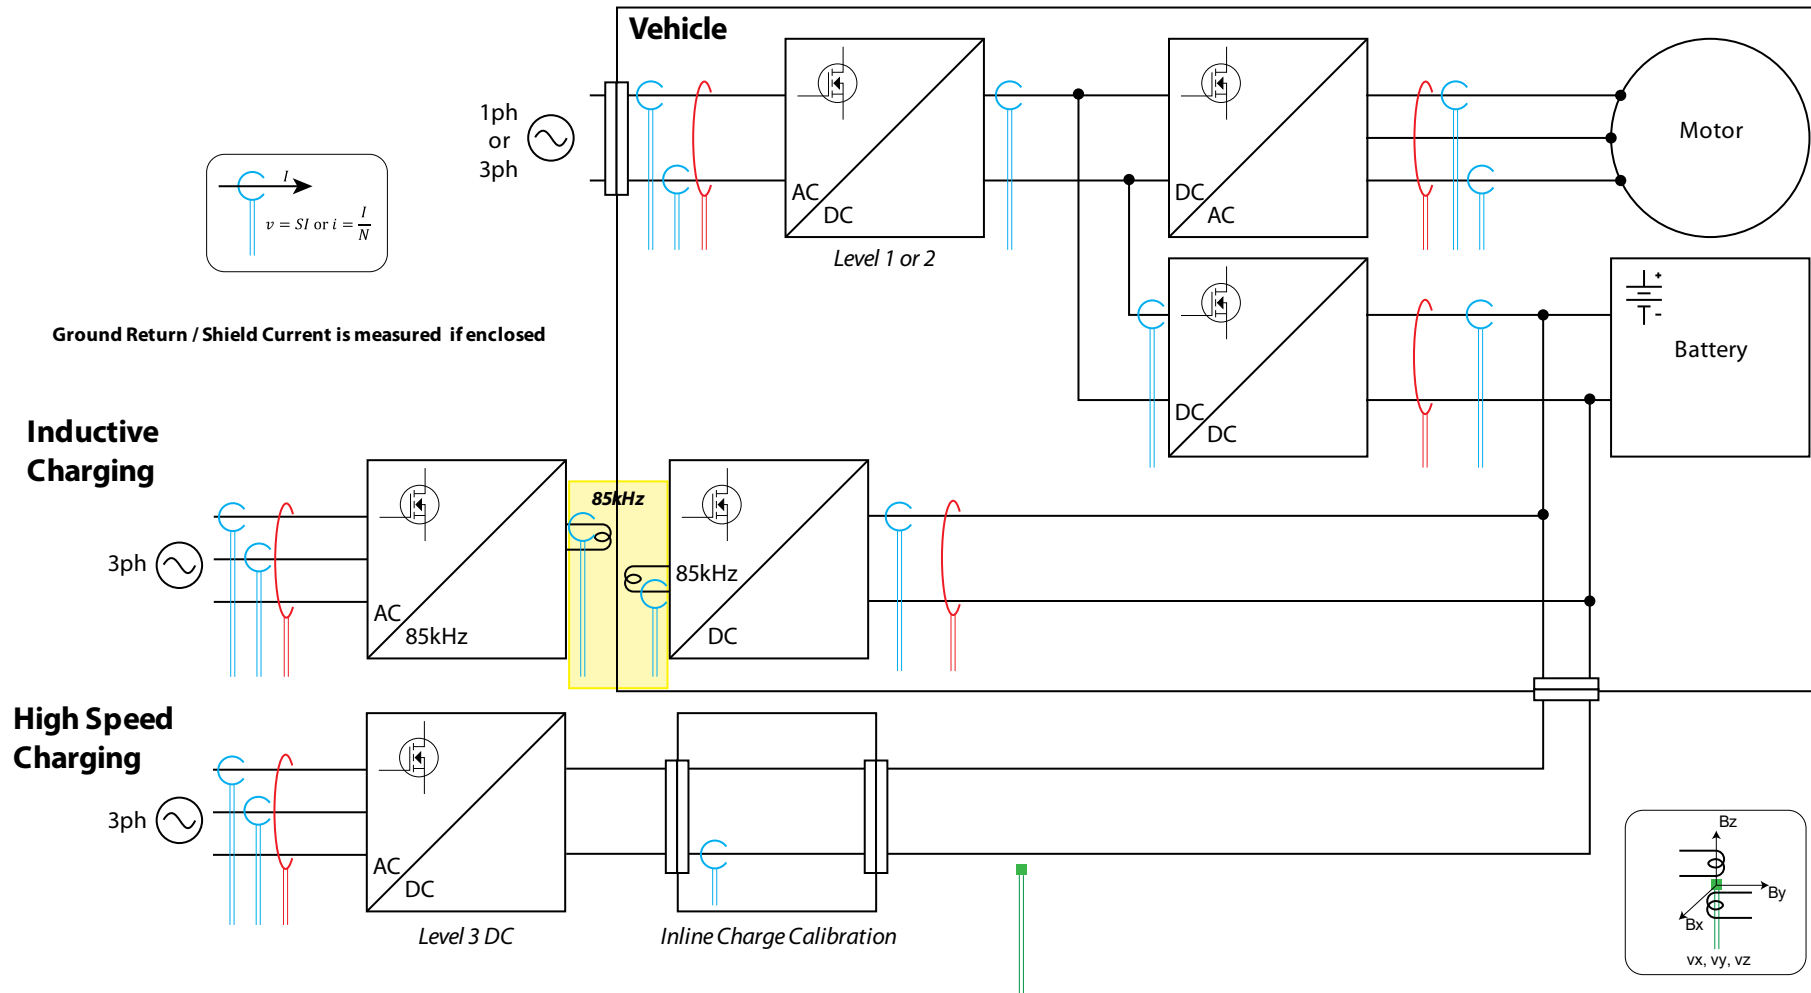 Vehicle
1ph
or
3ph
AC
DC
Level 1 or 2
DC
AC
Motor
I
v = SI or i = I/N
Ground Return / Shield Current is measured if enclosed
DC
DC
+
-
Battery
Inductive
Charging
3ph
AC
85kHz
85kHz
85kHz
DC
High Speed
Charging
3ph
AC
DC
Level 3 DC
Inline Charge Calibration
Bz
By
Bx
vx, vy, vz